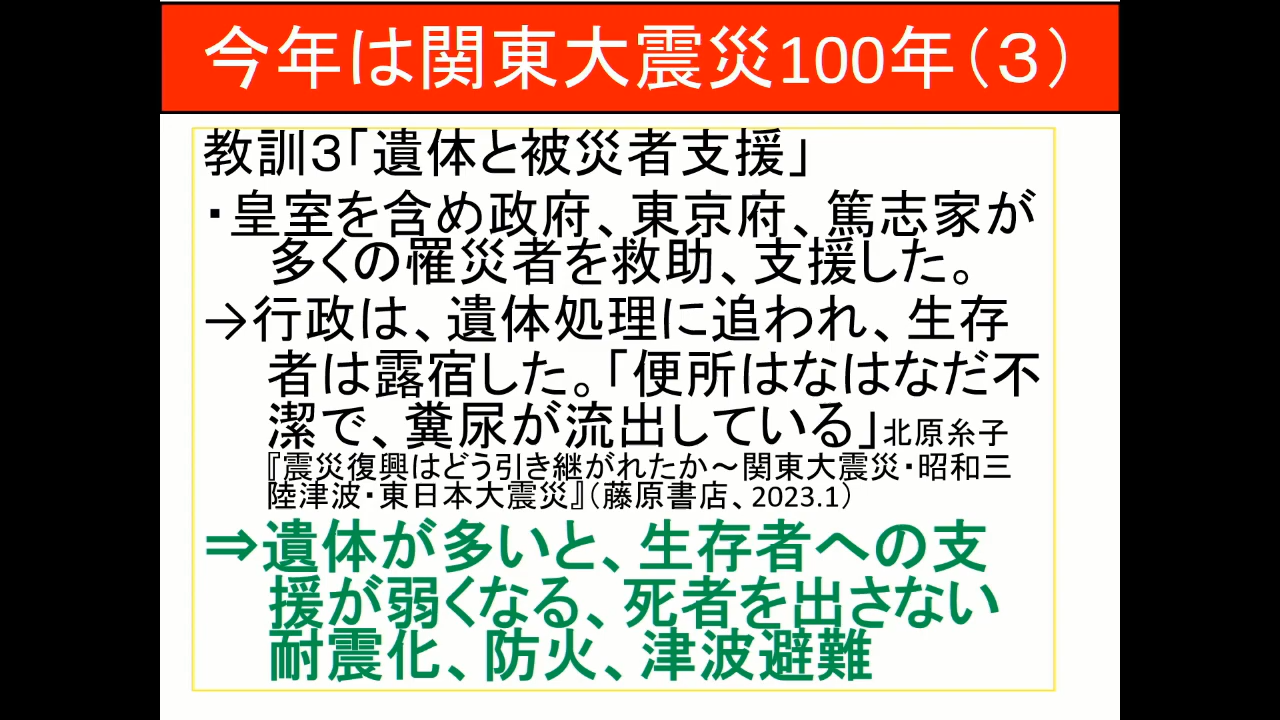 今年は関東大震災100年（３）
教訓３「遺体と被災者支援」
・皇室を含め政府、東京府、篤志家が
多くの罹災者を救助、支援した。
→行政は、遺体処理に追われ、生存
者は露宿した。「便所はなはなだ不
潔で、糞尿が流出している」北原糸子
『震災復興はどう引き継がれたか～関東大震災・昭和三
陸津波・東日本大震災』（藤原書店、2023.1）
⇒遺体が多いと、生存者への支
援が弱くなる、死者を出さない
耐震化、防火、津波避難